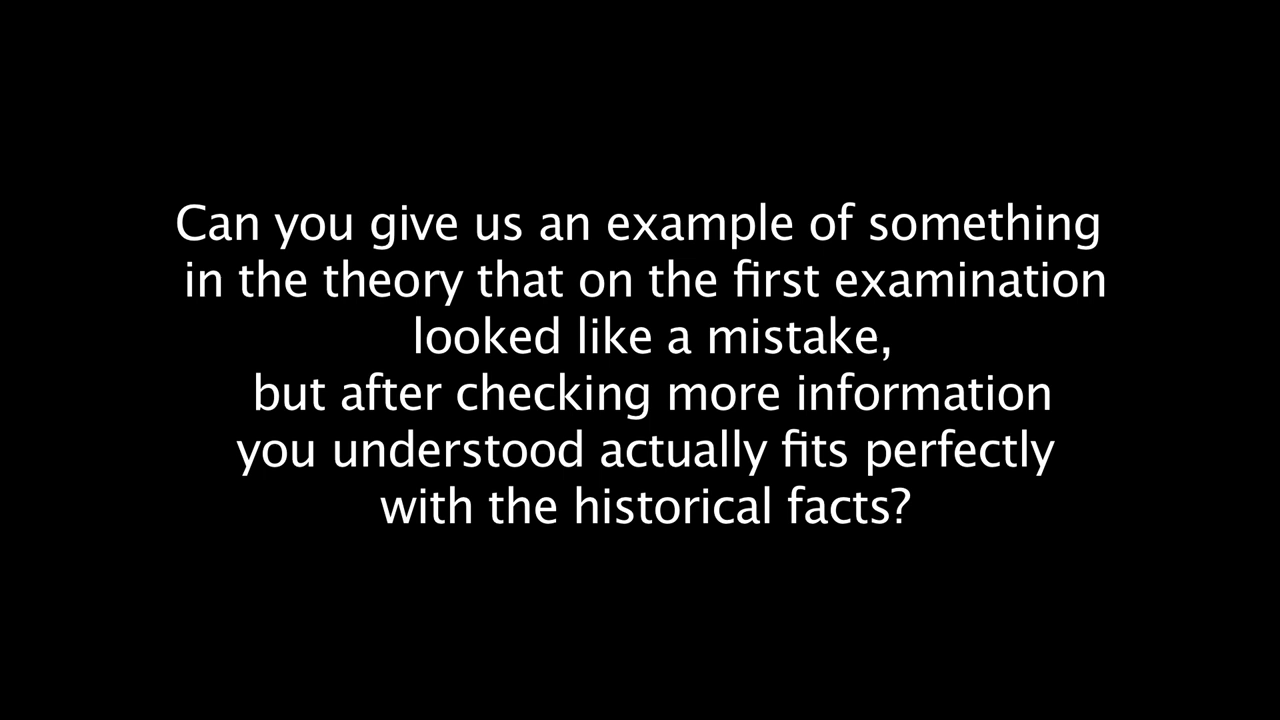 Can you give us an example of something
in the theory that on the first examination
looked like a mistake,
but after checking more information
you understood actually fits perfectly
with the historical facts?